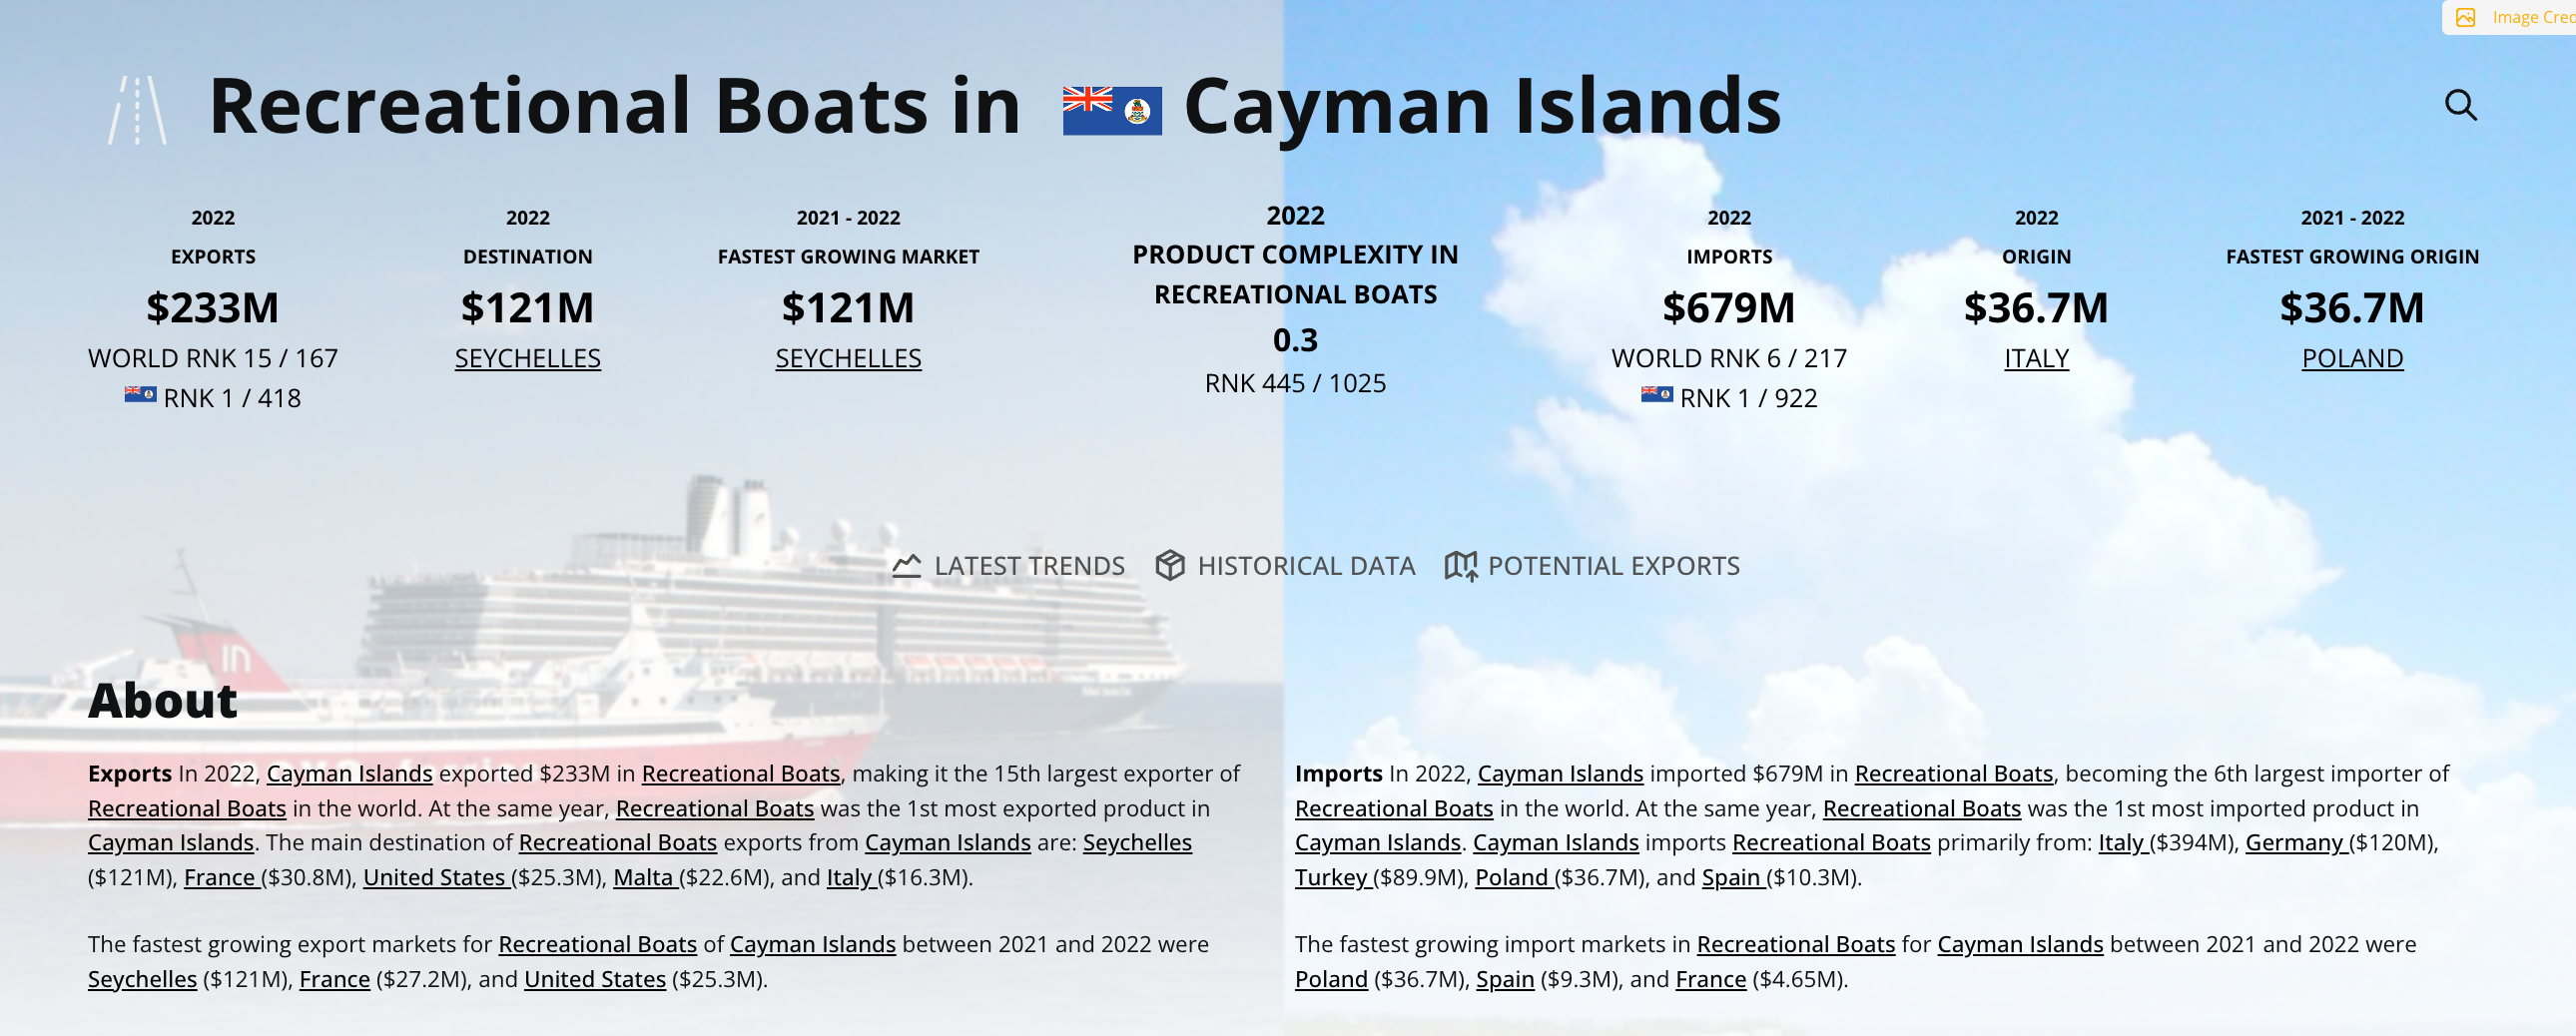 Image Cred
Recreational Boats in Cayman Islands
2022
EXPORTS
$233M
WORLD RNK 15 / 167
RNK 1 / 418
2022
DESTINATION
$121M
SEYCHELLES
2021 - 2022
FASTEST GROWING MARKET
$121M
SEYCHELLES
2022
PRODUCT COMPLEXITY IN
RECREATIONAL BOATS
0.3
RNK 445 / 1025
2022
IMPORTS
$679M
WORLD RNK 6 / 217
RNK 1 / 922
2022
ORIGIN
$36.7M
ITALY
2021 - 2022
FASTEST GROWING ORIGIN
$36.7M
POLAND
LATEST TRENDS HISTORICAL DATA POTENTIAL EXPORTS
in
About
Exports In 2022, Cayman Islands exported $233M in Recreational Boats, making it the 15th largest exporter of
Recreational Boats in the world. At the same year, Recreational Boats was the 1st most exported product in
Cayman Islands. The main destination of Recreational Boats exports from Cayman Islands are: Seychelles
($121M), France ($30.8M), United States ($25.3M), Malta ($22.6M), and Italy ($16.3M).
The fastest growing export markets for Recreational Boats of Cayman Islands between 2021 and 2022 were
Seychelles ($121M), France ($27.2M), and United States ($25.3M).
Imports In 2022, Cayman Islands imported $679M in Recreational Boats, becoming the 6th largest importer of
Recreational Boats in the world. At the same year, Recreational Boats was the 1st most imported product in
Cayman Islands. Cayman Islands imports Recreational Boats primarily from: Italy ($394M), Germany ($120M),
Turkey ($89.9M), Poland ($36.7M), and Spain ($10.3M).
The fastest growing import markets in Recreational Boats for Cayman Islands between 2021 and 2022 were
Poland ($36.7M), Spain ($9.3M), and France ($4.65M).